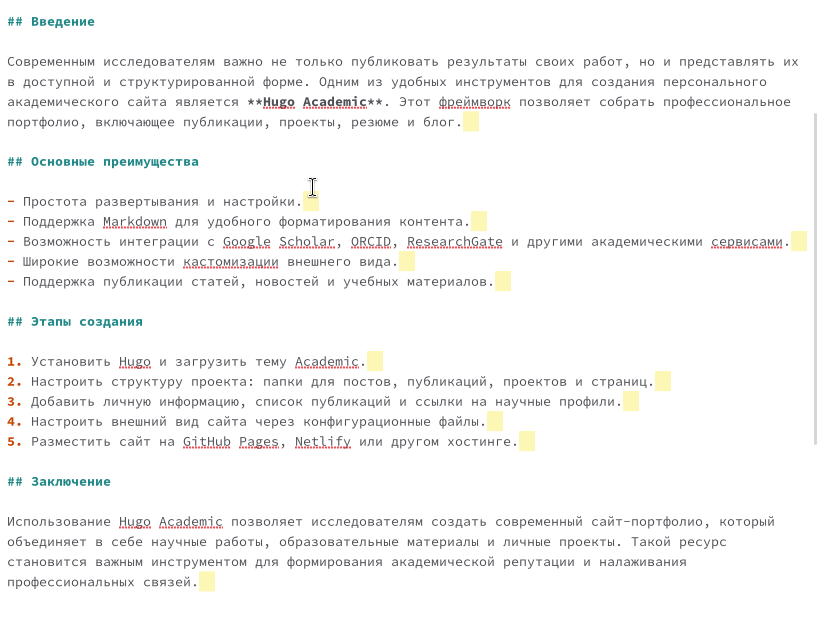 ## Введение
Современным исследователям важно не только публиковать результаты своих работ, но и представлять их
в доступной и структурированной форме. Одним из удобных инструментов для создания персонального
академического сайта является **Hugo Academic**. Этот фреймворк позволяет собрать профессиональное
портфолио, включающее публикации, проекты, резюме и блог.
## Основные преимущества
- Простота развертывания и настройки.
- Поддержка Markdown для удобного форматирования контента.
- Возможность интеграции с Google Scholar, ORCID, ResearchGate и другими академическими сервисами.
- Широкие возможности кастомизации внешнего вида.
- Поддержка публикации статей, новостей и учебных материалов.
## Этапы создания
1. Установить Hugo и загрузить тему Academic.
2. Настроить структуру проекта: папки для постов, публикаций, проектов и страниц.
3. Добавить личную информацию, список публикаций и ссылки на научные профили.
4. Настроить внешний вид сайта через конфигурационные файлы.
5. Разместить сайт на GitHub Pages, Netlify или другом хостинге.
## Заключение
Использование Hugo Academic позволяет исследователям создать современный сайт-портфолио, который
объединяет в себе научные работы, образовательные материалы и личные проекты. Такой ресурс
становится важным инструментом для формирования академической репутации и налаживания
профессиональных связей.